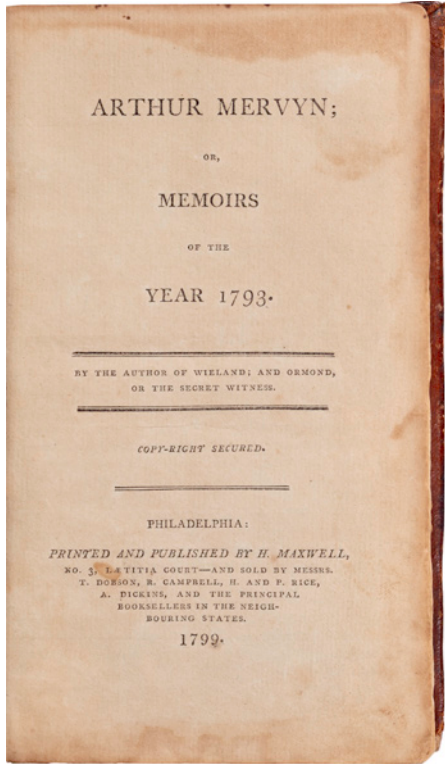 ARTHUR MERVYN;
OR,
MEMOIRS
OF THE
YEAR 1793.
BY THE AUTHOR OF WIELAND; AND ORMOND,
OR THE SECRET WITNESS.
COPY-RIGHT SECURED.
PHILADELPHIA:
PRINTED AND PUBLISHED BY H. MAXWELL,
NO. 3, LÆTITIA COURT—AND SOLD BY MESSRS.
T. DOBSON, R. CAMPBELL, H. AND P. RICE,
A. DICKINS, AND THE PRINCIPAL
BOOKSELLERS IN THE NEIGH-
BOURING STATES.
1799.